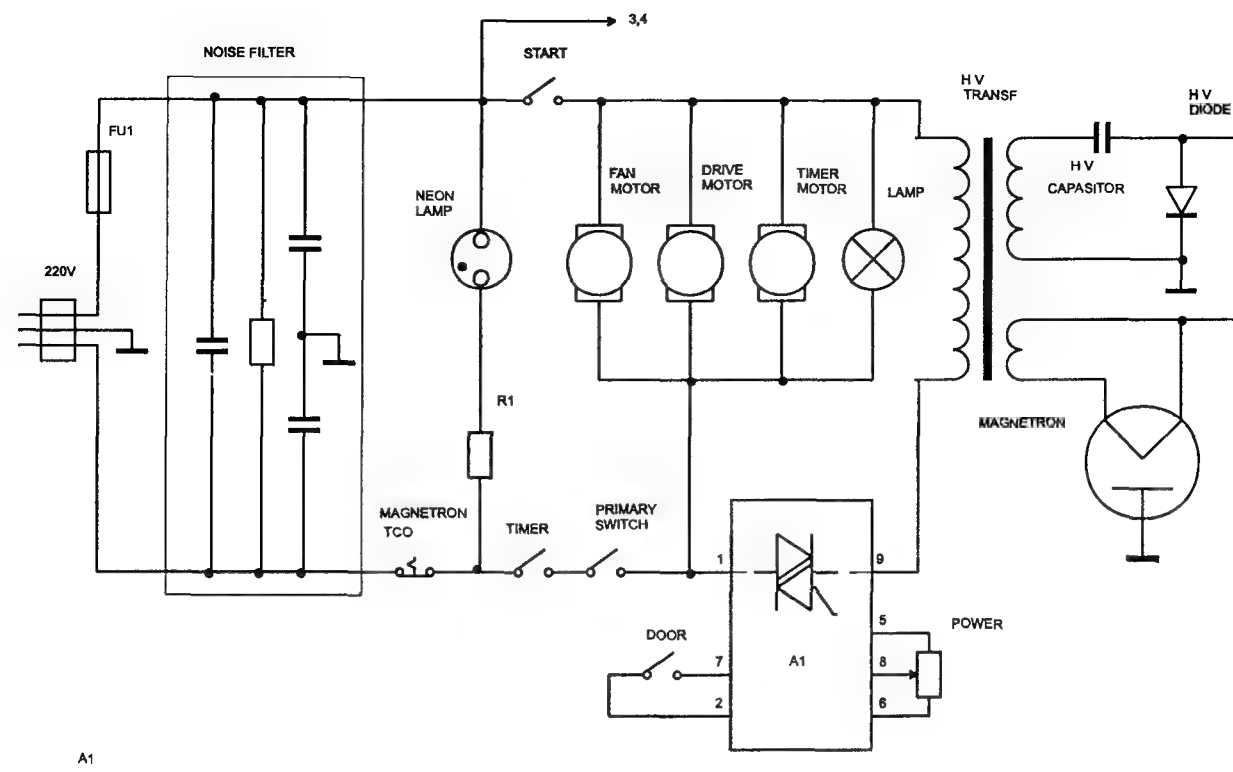 3,4
NOISE FILTER
START
H V
TRANSF
H V
DIODE
FU1
FAN
MOTOR
DRIVE
MOTOR
TIMER
MOTOR
LAMP
H V
CAPASITOR
NEON
LAMP
220V
R1
MAGNETRON
MAGNETRON
TCO
TIMER
PRIMARY
SWITCH
1
9
5
POWER
DOOR
7
A1
8
2
6
A1